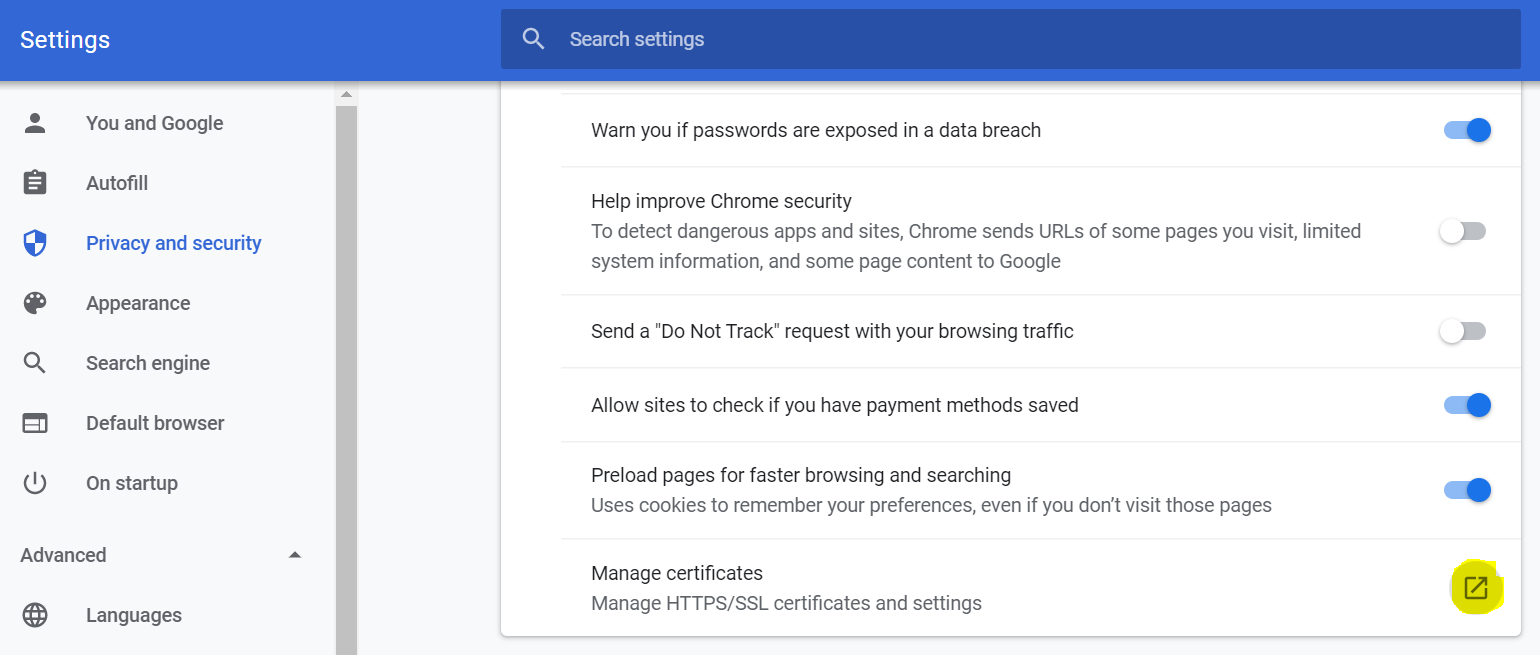 Settings
Search settings
You and Google
Autofill
Privacy and security
Appearance
Search engine
Default browser
On startup
Advanced
Languages
Warn you if passwords are exposed in a data breach
Help improve Chrome security
To detect dangerous apps and sites, Chrome sends URLs of some pages you visit, limited
system information, and some page content to Google
Send a "Do Not Track" request with your browsing traffic
Allow sites to check if you have payment methods saved
Preload pages for faster browsing and searching
Uses cookies to remember your preferences, even if you don’t visit those pages
Manage certificates
Manage HTTPS/SSL certificates and settings